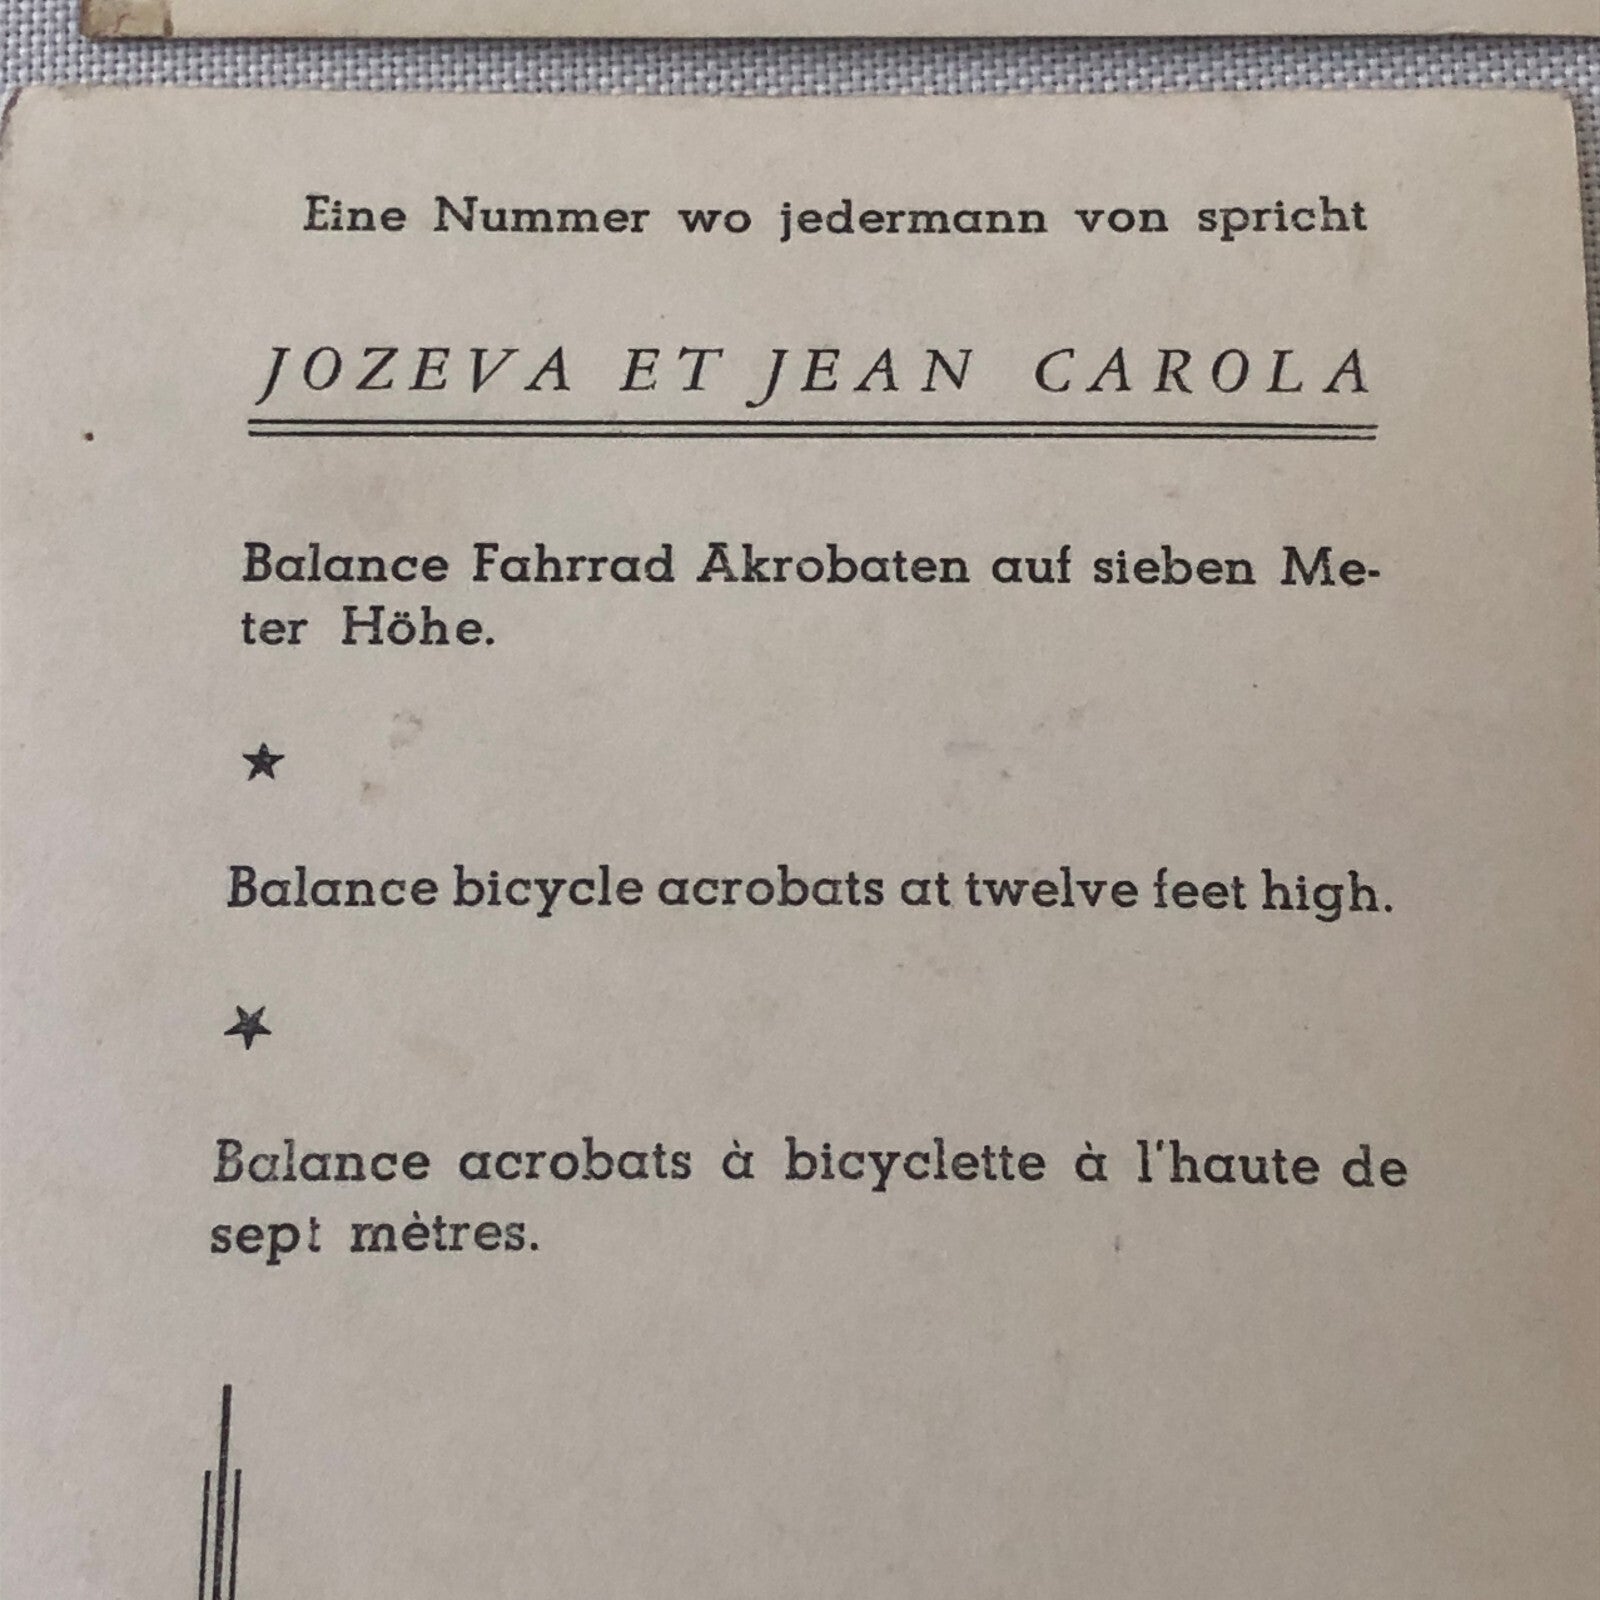 Eine Nummer wo jedermann von spricht
JOZEVA ET JEAN CAROLA
Balance Fahrrad Akrobaten auf sieben Me-
ter Höhe.
★
Balance bicycle acrobats at twelve feet high.
★
Balance acrobats à bicyclette à l'haute de
sept mètres.